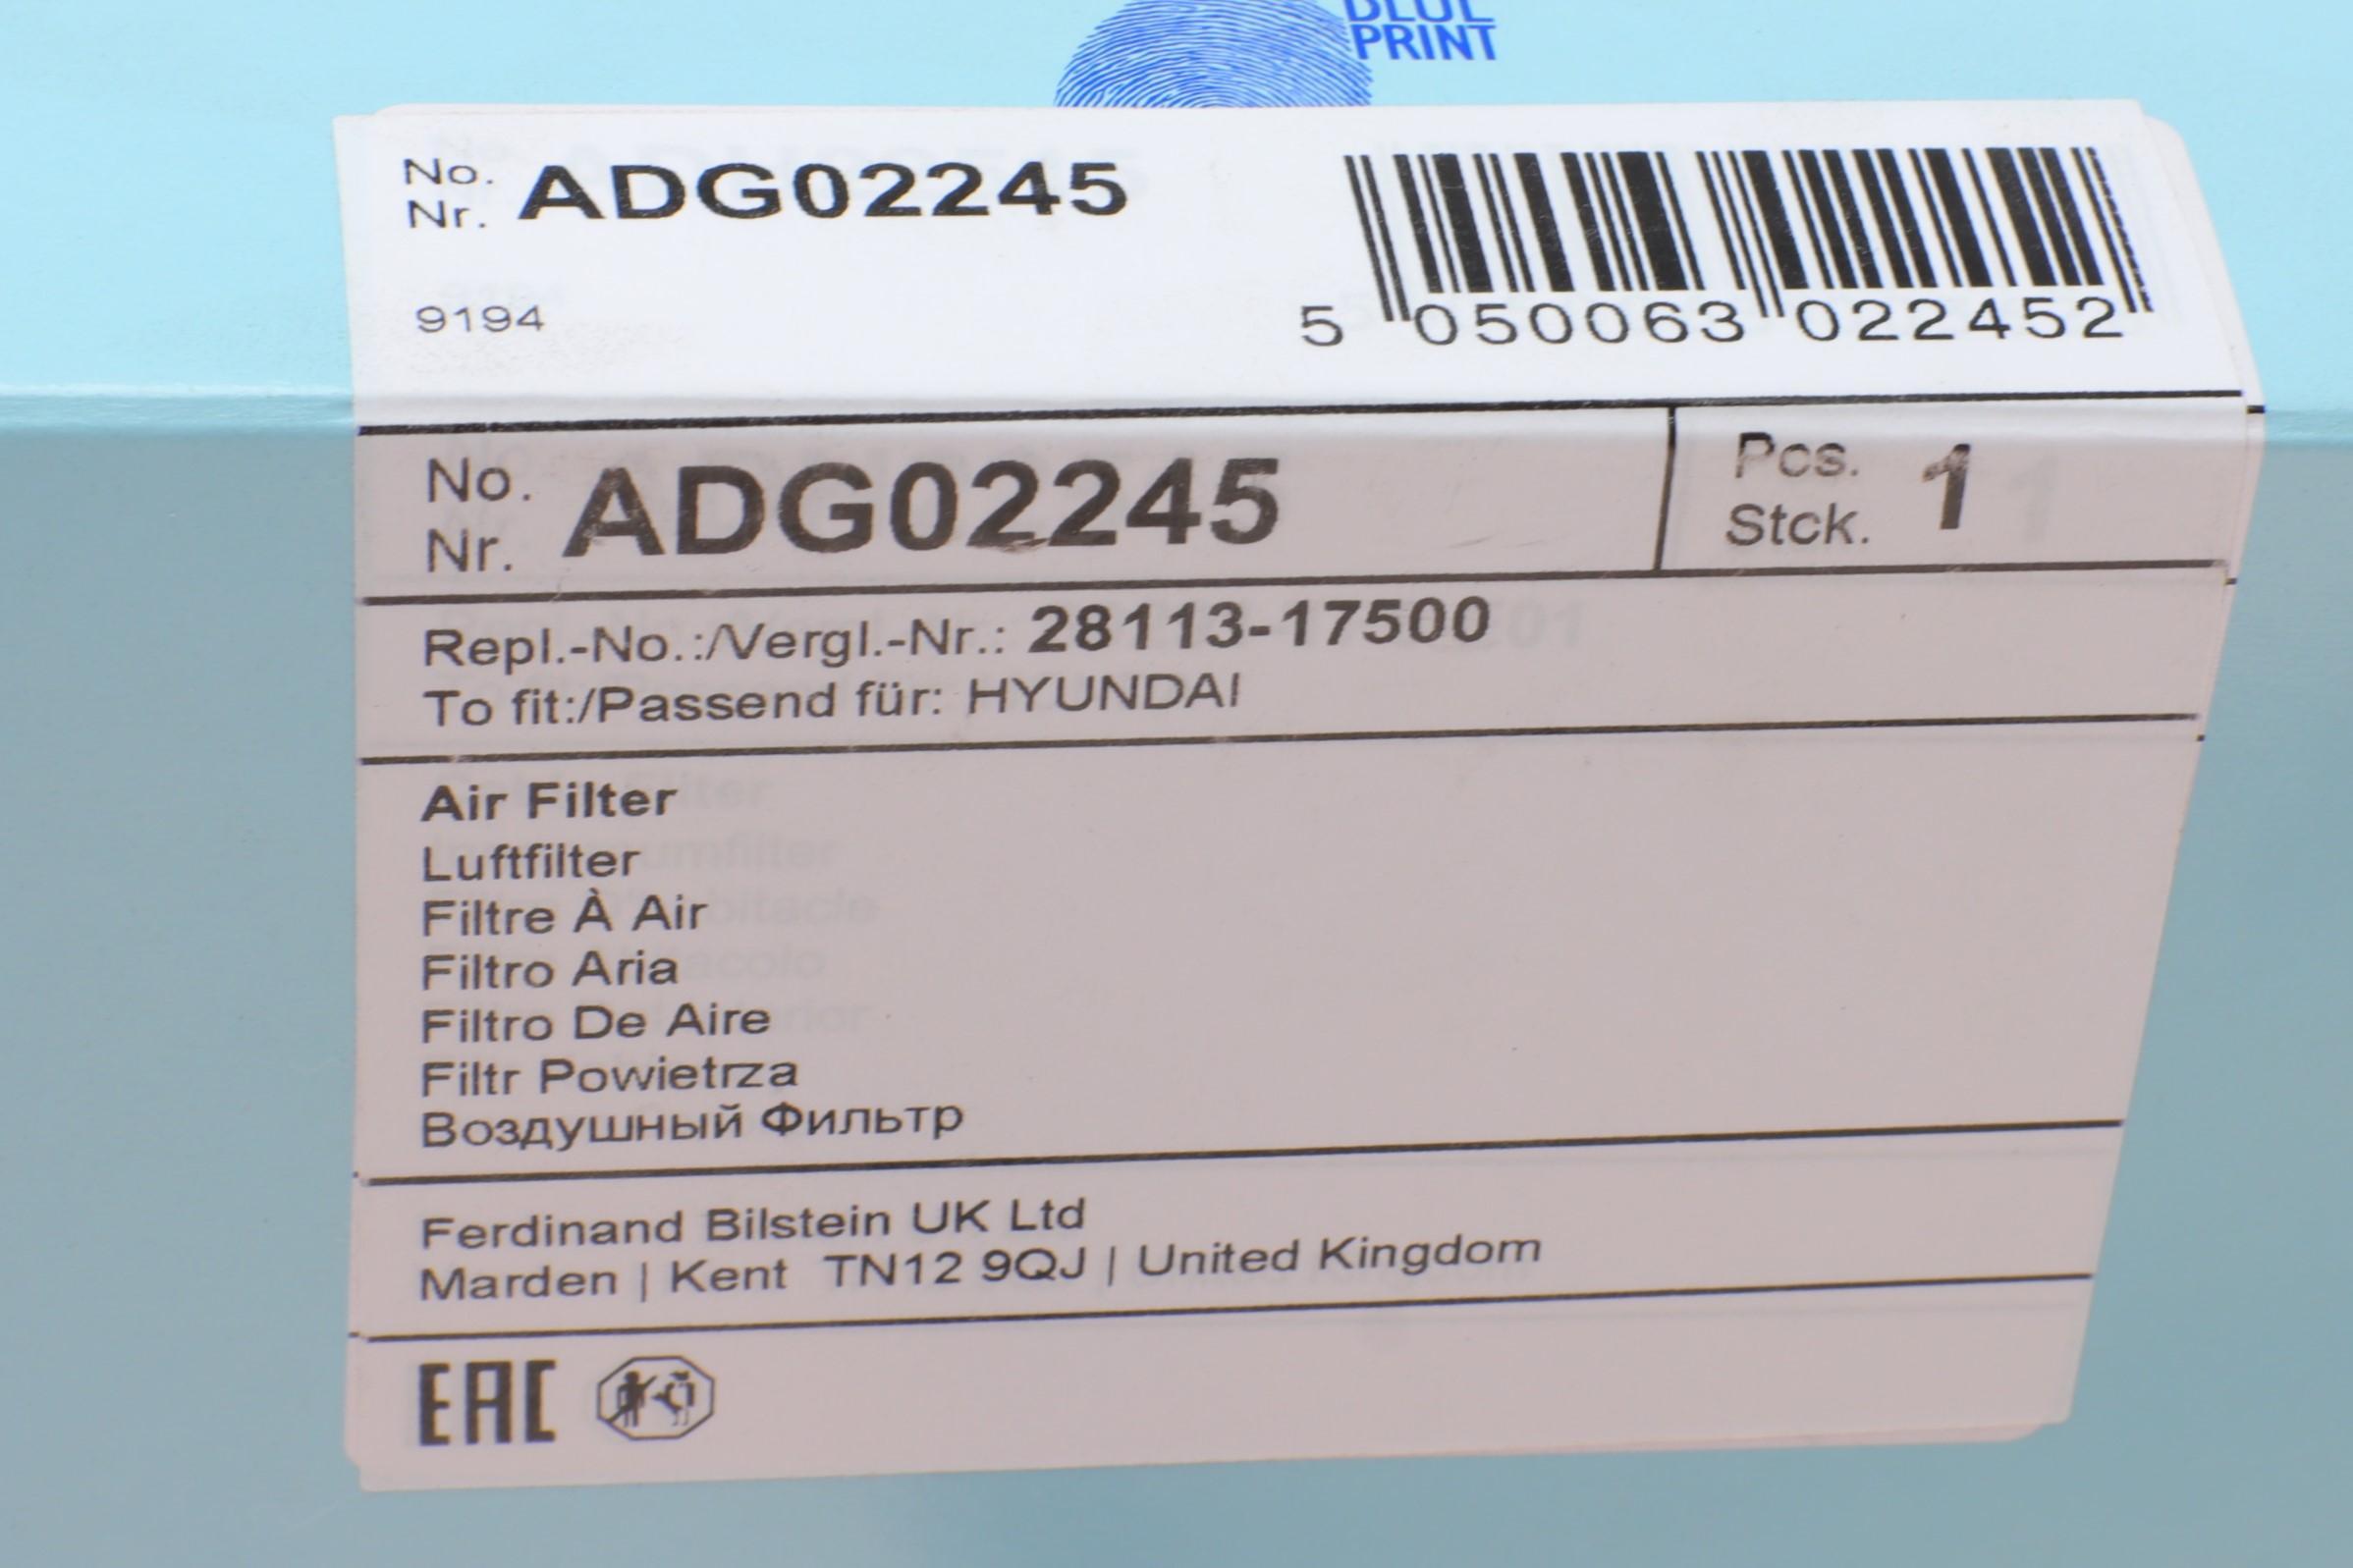 BLUE
PRINT
No.
Nr. ADG02245
9194
5 050063 022452
No.
Nr. ADG02245
Pcs.
Stck. 1
Repl.-No.:/Vergl.-Nr.: 28113-17500
To fit:/Passend für: HYUNDAI
Air Filter
Luftfilter
Filtre À Air
Filtro Aria
Filtro De Aire
Filtr Powietrza
Воздушный Фильтр
Ferdinand Bilstein UK Ltd
Marden | Kent TN12 9QJ | United Kingdom
EAC